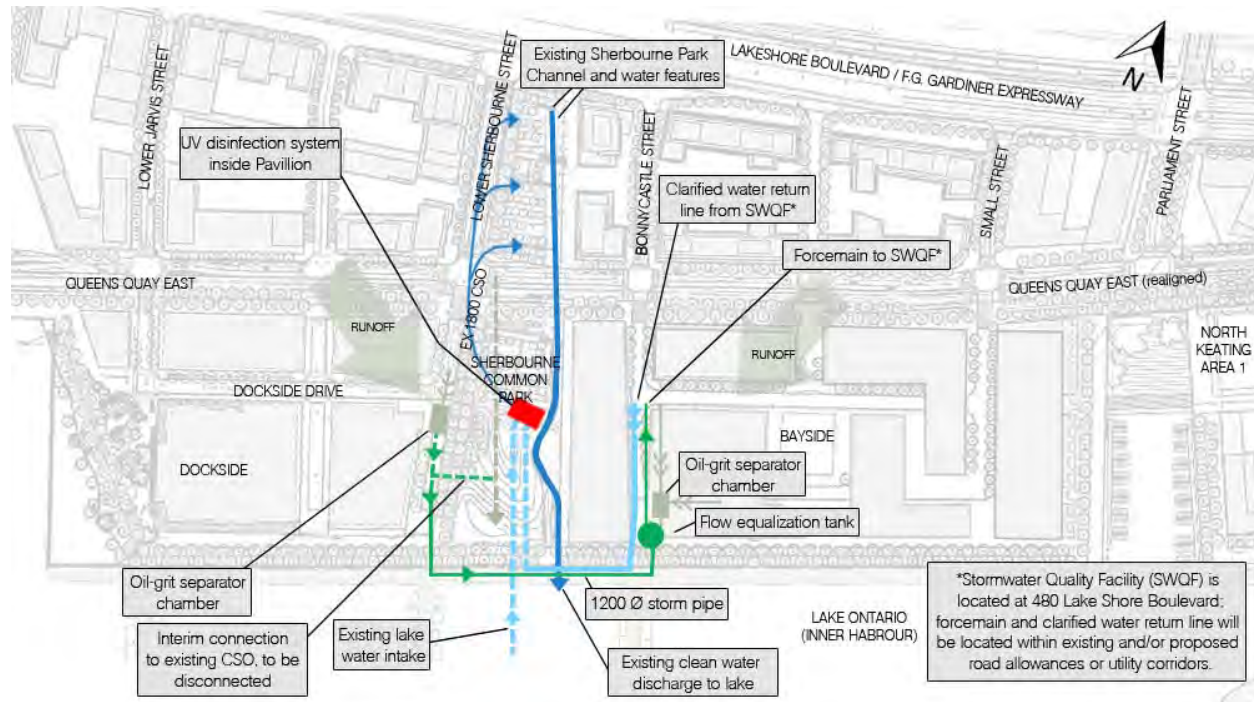 Existing Sherbourne Park
Channel and water features
LAKESHORE BOULEVARD / F.G. GARDINER EXPRESSWAY
N
LOWER JARVIS STREET
LOWER SHERBOURNE STREET
BONNYCASTLE STREET
SMALL STREET
PARLIAMENT STREET
UV disinfection system
inside Pavillion
Clarified water return
line from SWQF*
Forcemain to SWQF*
QUEENS QUAY EAST
QUEENS QUAY EAST (realigned)
EX 1800 CSO
RUNOFF
RUNOFF
NORTH
KEATING
AREA 1
SHERBOURNE
COMMON
PARK
DOCKSIDE DRIVE
DOCKSIDE
BAYSIDE
Oil-grit separator
chamber
Flow equalization tank
Oil-grit separator
chamber
1200 Ø storm pipe
Interim connection
to existing CSO, to be
disconnected
Existing lake
water intake
Existing clean water
discharge to lake
LAKE ONTARIO
(INNER HABROUR)
*Stormwater Quality Facility (SWQF) is
located at 480 Lake Shore Boulevard;
forcemain and clarified water return line will
be located within existing and/or proposed
road allowances or utility corridors.